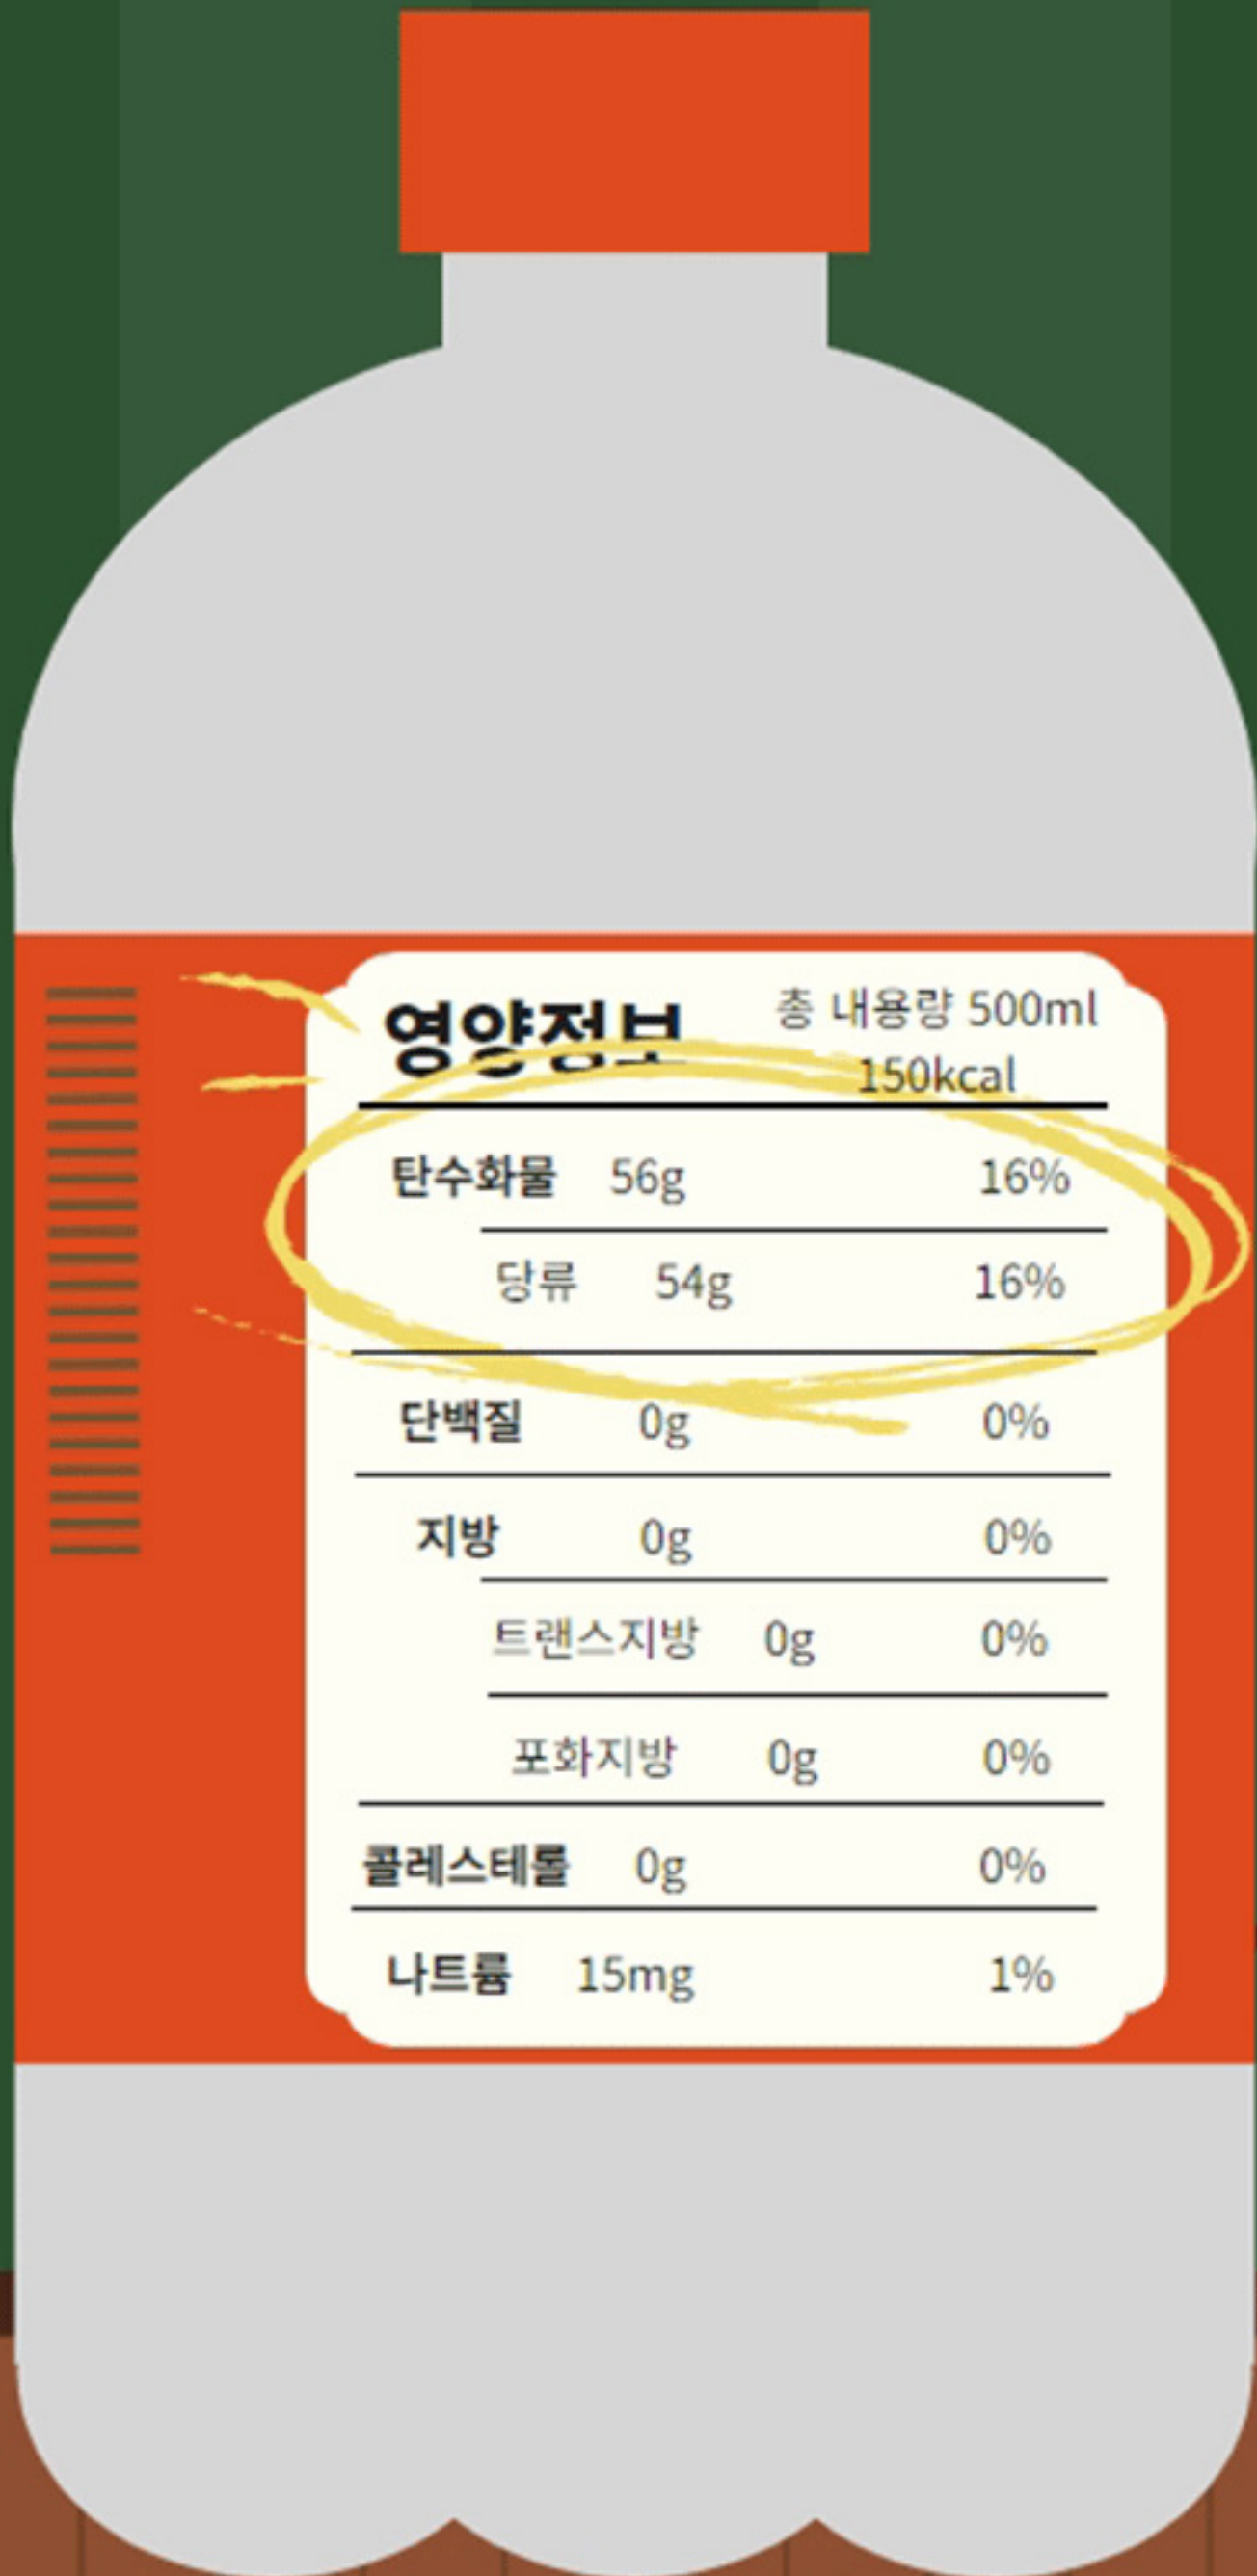 영양정보
총 내용량 500ml
150kcal
탄수화물 56g 16%
당류 54g 16%
단백질 0g 0%
지방 0g 0%
트랜스지방 0g 0%
포화지방 0g 0%
콜레스테롤 0g 0%
나트륨 15mg 1%